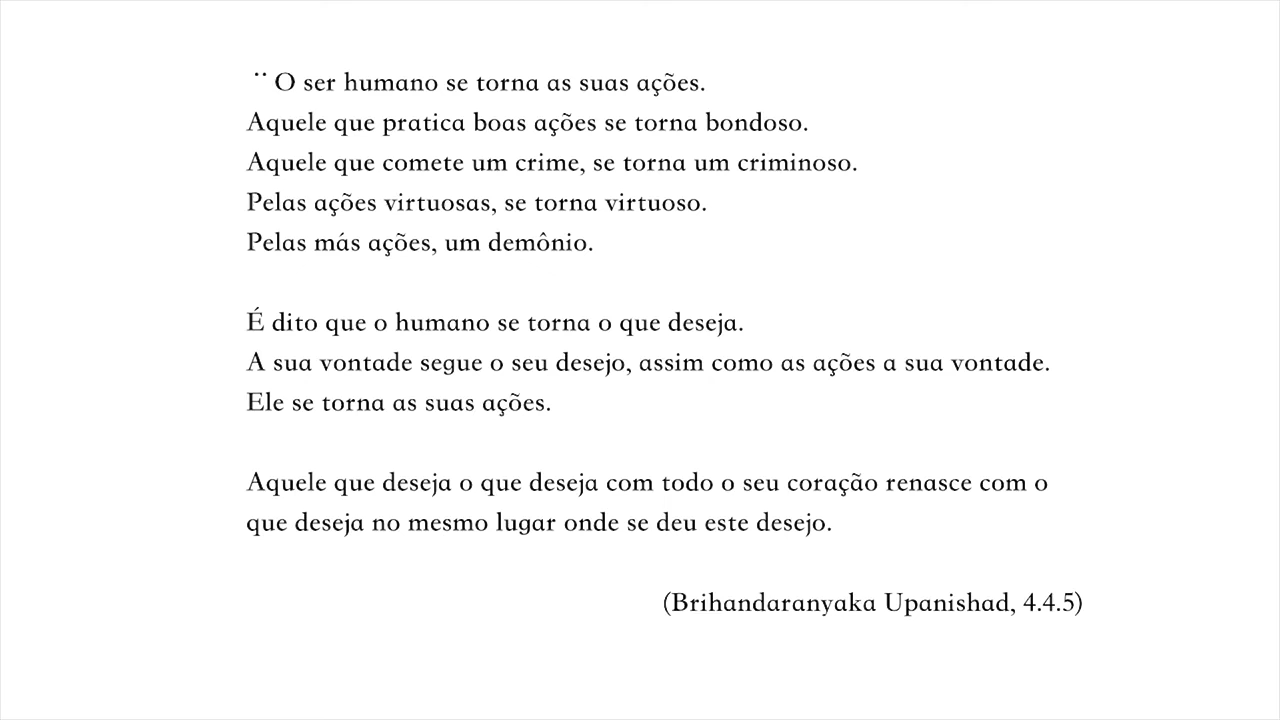 ¨ O ser humano se torna as suas ações.
Aquele que pratica boas ações se torna bondoso.
Aquele que comete um crime, se torna um criminoso.
Pelas ações virtuosas, se torna virtuoso.
Pelas más ações, um demônio.
É dito que o humano se torna o que deseja.
A sua vontade segue o seu desejo, assim como as ações a sua vontade.
Ele se torna as suas ações.
Aquele que deseja o que deseja com todo o seu coração renasce com o
que deseja no mesmo lugar onde se deu este desejo.
(Brihandaranyaka Upanishad, 4.4.5)